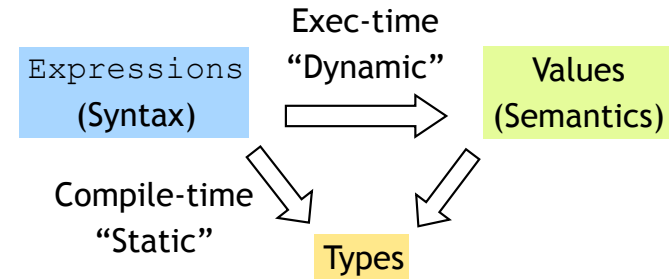 Exec-time
“Dynamic”
Expressions
(Syntax)
Values
(Semantics)
Compile-time
“Static”
Types